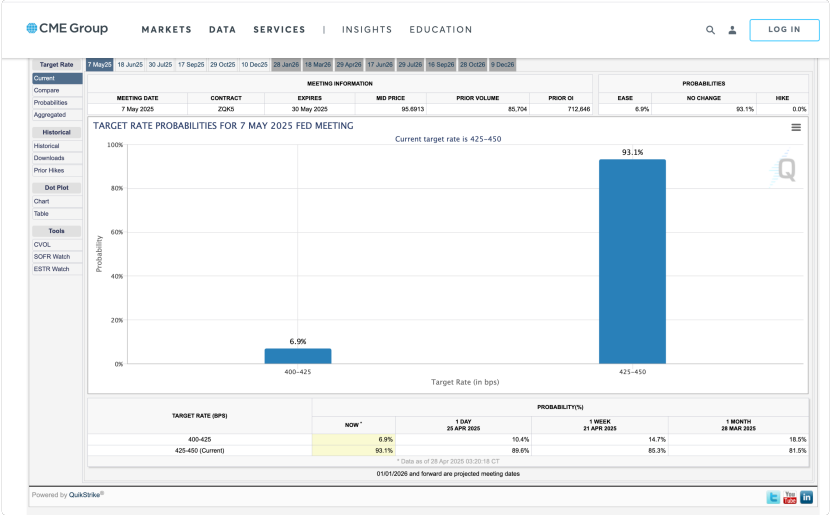 CME Group MARKETS DATA SERVICES | INSIGHTS EDUCATION LOG IN
Target Rate 7 May25 18 Jun25 30 Jul25 17 Sep25 29 Oct25 10 Dec25 28 Jan26 18 Mar26 29 Apr26 17 Jun26 29 Jul26 16 Sep26 28 Oct26 9 Dec26
Current
Compare
Probabilities
Aggregated
Historical
Historical
Downloads
Prior Hikes
Dot Plot
Chart
Table
Tools
CVOL
SOFR Watch
ESTR Watch
MEETING INFORMATION
MEETING DATE CONTRACT EXPIRES MID PRICE PRIOR VOLUME PRIOR OI
7 May 2025 ZQK5 30 May 2025 95.6913 85,704 712,646
PROBABILITIES
EASE NO CHANGE HIKE
6.9% 93.1% 0.0%
TARGET RATE PROBABILITIES FOR 7 MAY 2025 FED MEETING
Current target rate is 425-450
Probability
100%
80%
60%
40%
20%
0%
6.9%
93.1%
Q
400-425 425-450
Target Rate (in bps)
TARGET RATE (BPS) PROBABILITY(%)
NOW * 1 DAY 25 APR 2025 1 WEEK 21 APR 2025 1 MONTH 28 MAR 2025
400-425 6.9% 10.4% 14.7% 18.5%
425-450 (Current) 93.1% 89.6% 85.3% 81.5%
* Data as of 28 Apr 2025 03:20:18 CT
01/01/2026 and forward are projected meeting dates
Powered by QuikStrike®
t You Tube in